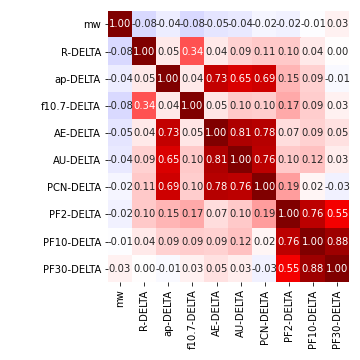 mw 1.00 -0.08 -0.04 -0.08 -0.05 -0.04 -0.02 -0.02 -0.01 0.03
R-DELTA -0.08 1.00 0.05 0.34 0.04 0.09 0.11 0.10 0.04 0.00
ap-DELTA -0.04 0.05 1.00 0.04 0.73 0.65 0.69 0.15 0.09 -0.01
f10.7-DELTA -0.08 0.34 0.04 1.00 0.05 0.10 0.10 0.17 0.09 0.03
AE-DELTA -0.05 0.04 0.73 0.05 1.00 0.81 0.78 0.07 0.09 0.05
AU-DELTA -0.04 0.09 0.65 0.10 0.81 1.00 0.76 0.10 0.12 0.03
PCN-DELTA -0.02 0.11 0.69 0.10 0.78 0.76 1.00 0.19 0.02 -0.03
PF2-DELTA -0.02 0.10 0.15 0.17 0.07 0.10 0.19 1.00 0.76 0.55
PF10-DELTA -0.01 0.04 0.09 0.09 0.09 0.12 0.02 0.76 1.00 0.88
PF30-DELTA 0.03 0.00 -0.01 0.03 0.05 0.03 -0.03 0.55 0.88 1.00
mw
R-DELTA
ap-DELTA
f10.7-DELTA
AE-DELTA
AU-DELTA
PCN-DELTA
PF2-DELTA
PF10-DELTA
PF30-DELTA